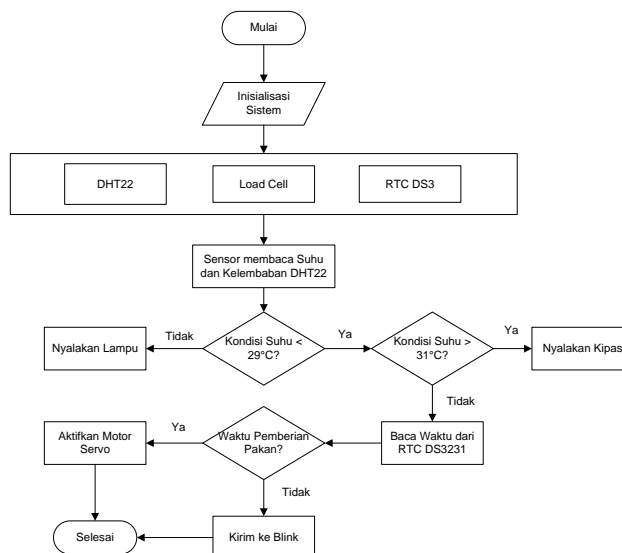 Mulai
Inisialisasi
Sistem
DHT22
Load Cell
RTC DS3
Sensor membaca Suhu
dan Kelembaban DHT22
Nyalakan Lampu
Tidak
Kondisi Suhu <
29°C?
Ya
Kondisi Suhu >
31°C?
Ya
Nyalakan Kipas
Tidak
Aktifkan Motor
Servo
Ya
Waktu Pemberian
Pakan?
Baca Waktu dari
RTC DS3231
Tidak
Selesai
Kirim ke Blink